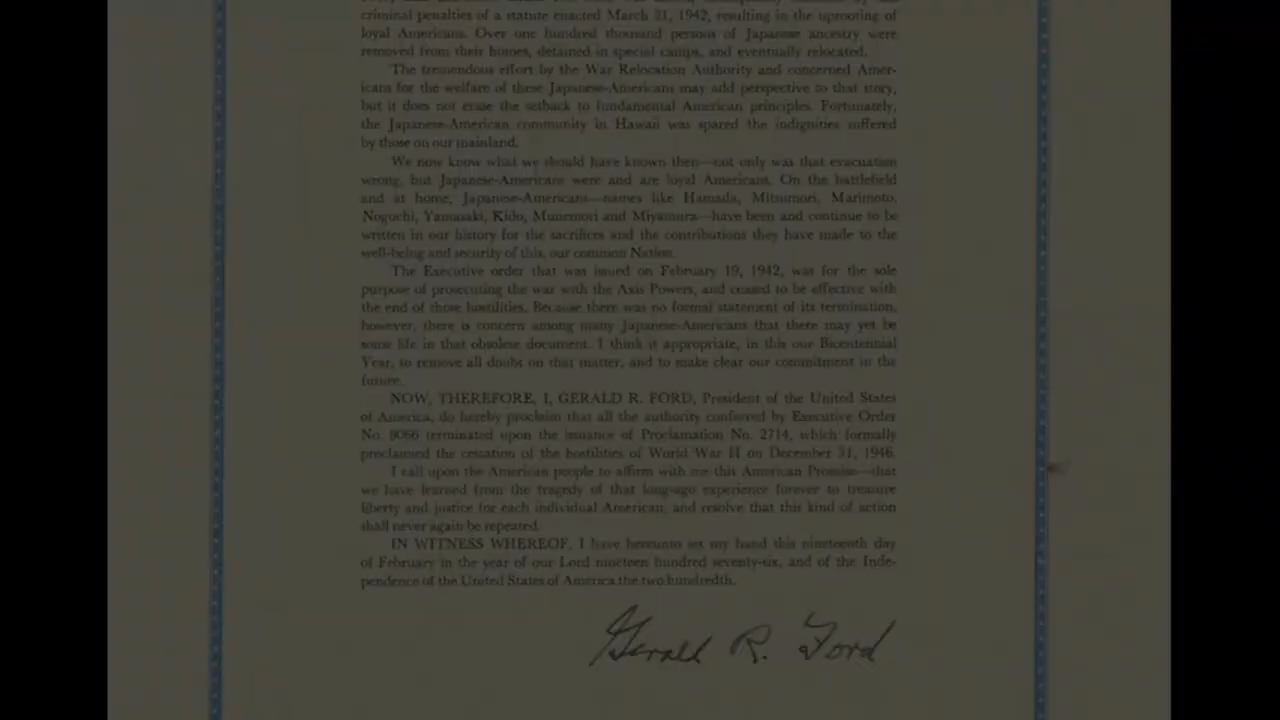 criminal penalties of a statute enacted March 21, 1942, resulting in the uprooting of
loyal Americans. Over one hundred thousand persons of Japanese ancestry were
removed from their homes, detained in special camps, and eventually relocated.
The tremendous effort by the War Relocation Authority and concerned Amer-
icans for the welfare of these Japanese-Americans may add perspective to that story,
but it does not erase the setback to fundamental American principles. Fortunately,
the Japanese-American community in Hawaii was spared the indignities suffered
by those on our mainland.
We now know what we should have known then—not only was that evacuation
wrong, but Japanese-Americans were and are loyal Americans. On the battlefield
and at home, Japanese-Americans—names like Hamada, Mitsumori, Marimoto,
Noguchi, Yamasaki, Kido, Munemori and Miyamura—have been and continue to be
written in our history for the sacrifices and the contributions they have made to the
well-being and security of this, our common Nation.
The Executive order that was issued on February 19, 1942, was for the sole
purpose of prosecuting the war with the Axis Powers, and ceased to be effective with
the end of those hostilities. Because there was no formal statement of its termination,
however, there is concern among many Japanese-Americans that there may yet be
some life in that obsolete document. I think it appropriate, in this our Bicentennial
Year, to remove all doubt on that matter, and to make clear our commitment in the
future.
NOW, THEREFORE, I, GERALD R. FORD, President of the United States
of America, do hereby proclaim that all the authority conferred by Executive Order
No. 9066 terminated upon the issuance of Proclamation No. 2714, which formally
proclaimed the cessation of the hostilities of World War II on December 31, 1946.
I call upon the American people to affirm with me this American Promise—that
we have learned from the tragedy of that long-ago experience forever to treasure
liberty and justice for each individual American, and resolve that this kind of action
shall never again be repeated.
IN WITNESS WHEREOF, I have hereunto set my hand this nineteenth day
of February in the year of our Lord nineteen hundred seventy-six, and of the Inde-
pendence of the United States of America the two hundredth.
Gerald R. Ford